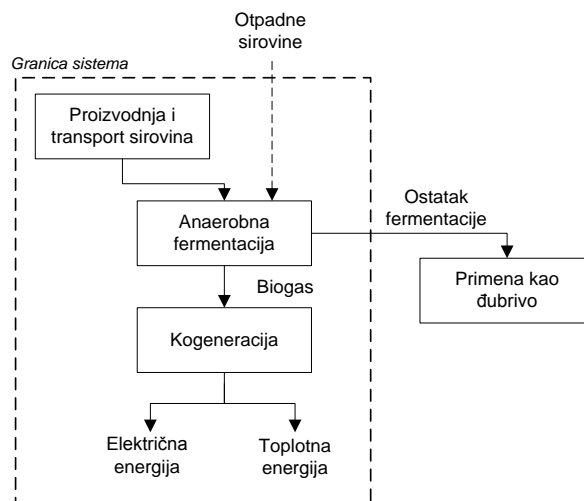 Otpadne
sirovine
Granica sistema
Proizvodnja i
transport sirovina
Ostatak
fermentacije
Anaerobna
fermentacija
Biogas
Primena kao
đubrivo
Kogeneracija
Električna
energija
Toplotna
energija